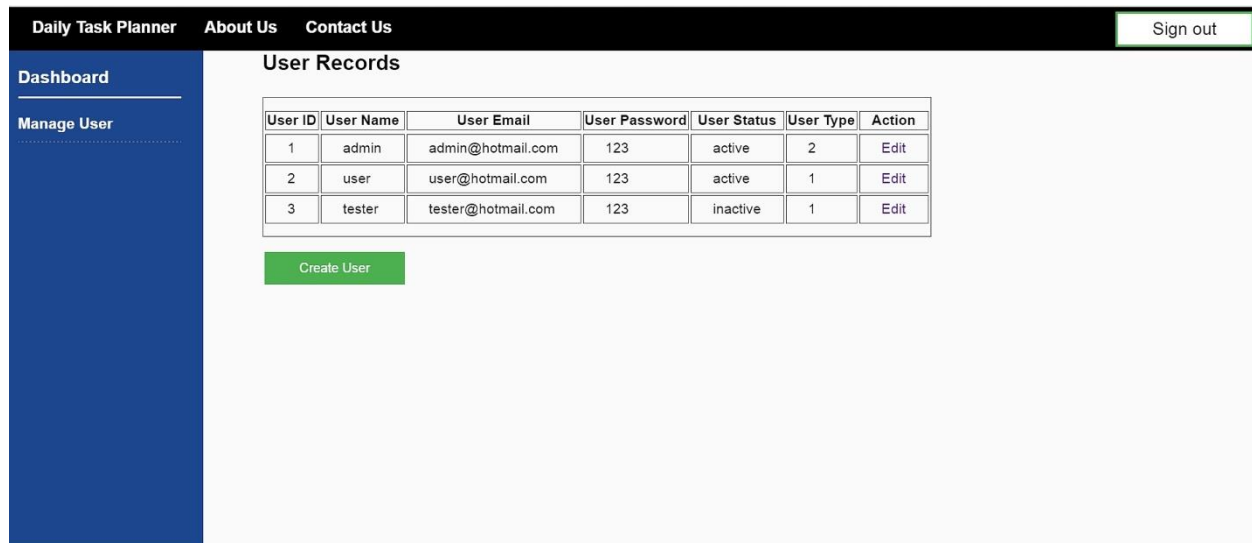 Daily Task Planner About Us Contact Us Sign out
Dashboard
Manage User
User Records
User ID User Name User Email User Password User Status User Type Action
1 admin admin@hotmail.com 123 active 2 Edit
2 user user@hotmail.com 123 active 1 Edit
3 tester tester@hotmail.com 123 inactive 1 Edit
Create User